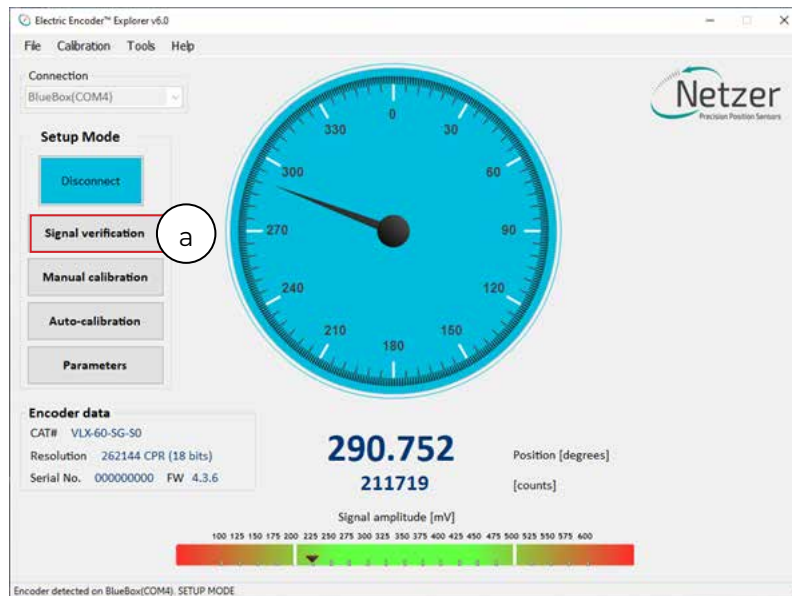 Electric Encoder™ Explorer v6.0
File Calibration Tools Help
Connection
BlueBox(COM4)
Netzer
Precision Position Sensors
Setup Mode
Disconnect
Signal verification
a
Manual calibration
Auto-calibration
Parameters
0
30
60
90
120
150
180
210
240
270
300
330
Encoder data
CAT# VLX-60-SG-S0
Resolution 262144 CPR (18 bits)
Serial No. 000000000 FW 4.3.6
290.752 Position [degrees]
211719 [counts]
Signal amplitude [mV]
100 125 150 175 200 225 250 275 300 325 350 375 400 425 450 475 500 525 550 575 600
Encoder detected on BlueBox(COM4). SETUP MODE